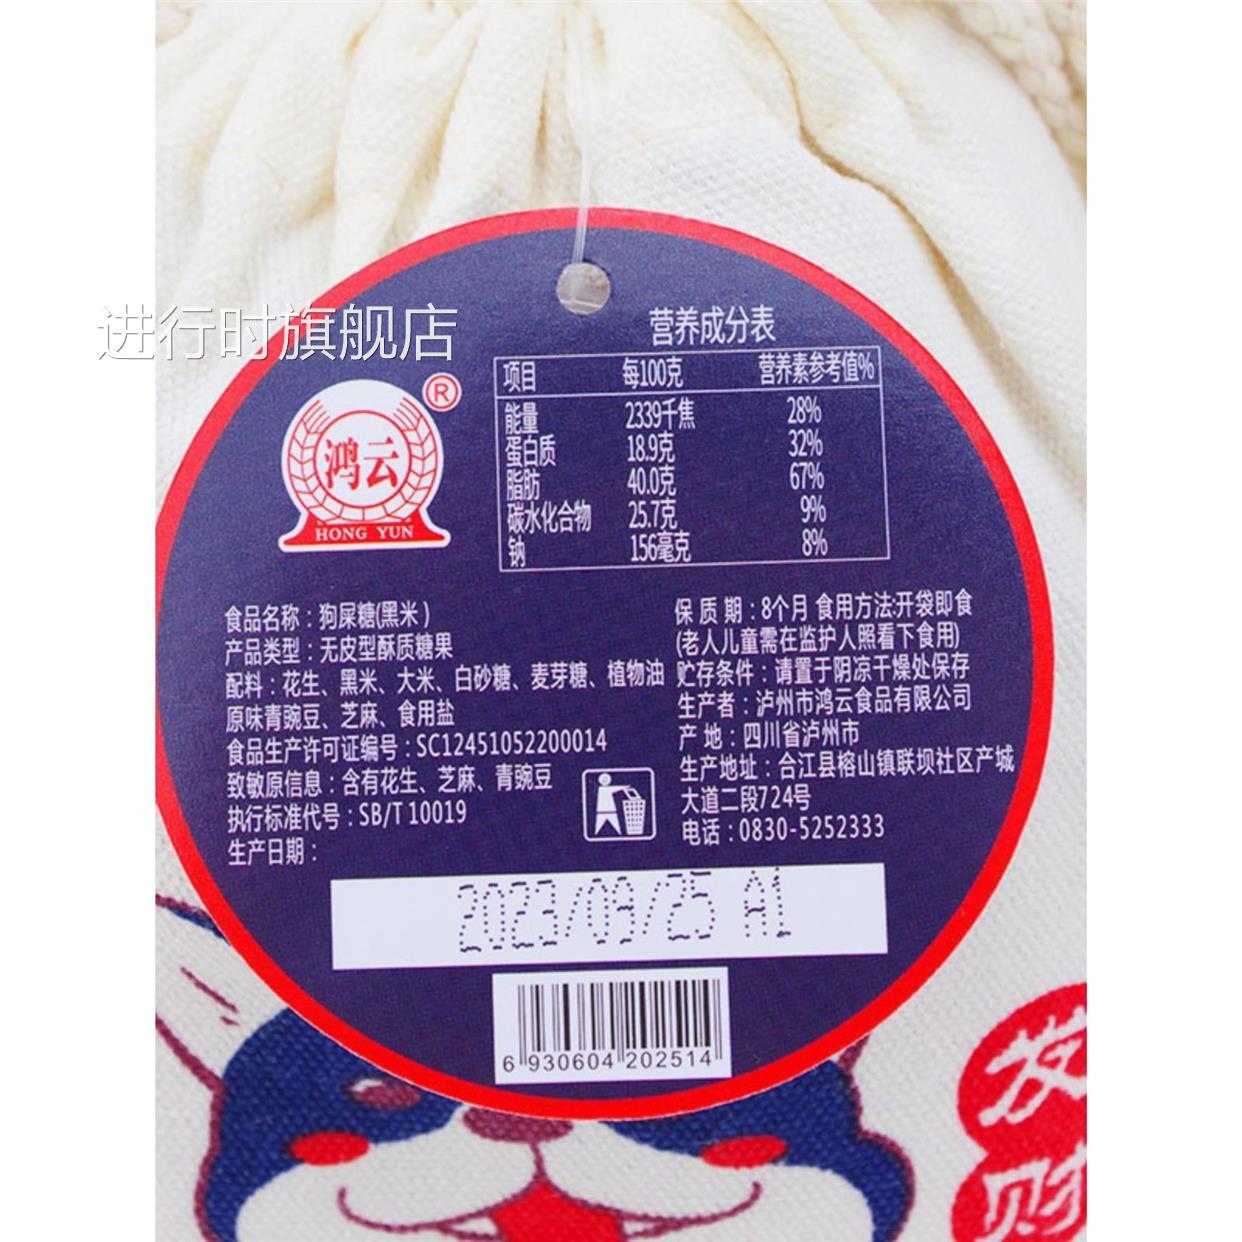 进行时旗舰店
®
鸿云
HONG YUN
营养成分表
项目 每100克 营养素参考值%
能量 2339千焦 28%
蛋白质 18.9克 32%
脂肪 40.0克 67%
碳水化合物 25.7克 9%
钠 156毫克 8%
食品名称：狗屎糖(黑米)
产品类型：无皮型酥质糖果
配料：花生、黑米、大米、白砂糖、麦芽糖、植物油
原味青豌豆、芝麻、食用盐
食品生产许可证编号：SC12451052200014
致敏原信息：含有花生、芝麻、青豌豆
执行标准代号：SB/T 10019
生产日期：
保 质 期：8个月 食用方法:开袋即食
(老人儿童需在监护人照看下食用)
贮存条件：请置于阴凉干燥处保存
生产者：泸州市鸿云食品有限公司
产 地：四川省泸州市
生产地址：合江县榕山镇联坝社区产城
大道二段724号
电话：0830-5252333
2023/09/25 A1
6 930604 202514
发
财